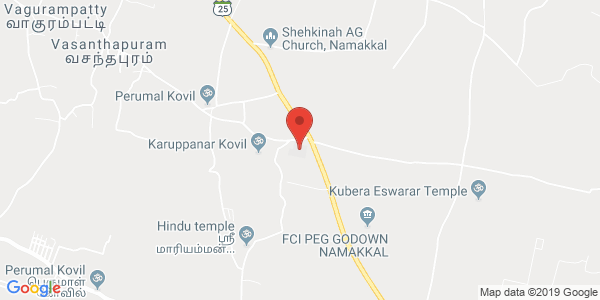 Vagurampatty
வாகுரம்பட்டி
Vasanthapuram
வசந்தபுரம்
25
Shehkinah AG
Church, Namakkal
Perumal Kovil
Karuppanar Kovil
Kubera Eswarar Temple
Hindu temple
ஸ்ரீ
மாரியம்மன்...
FCI PEG GODOWN
NAMAKKAL
Perumal Kovil
பெருமாள்
Google
Map data ©2019 Google